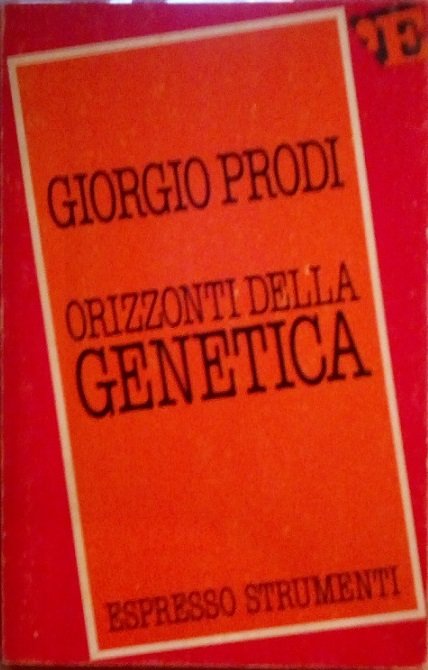 'E
GIORGIO PRODI
ORIZZONTI DELLA
GENETICA
ESPRESSO STRUMENTI